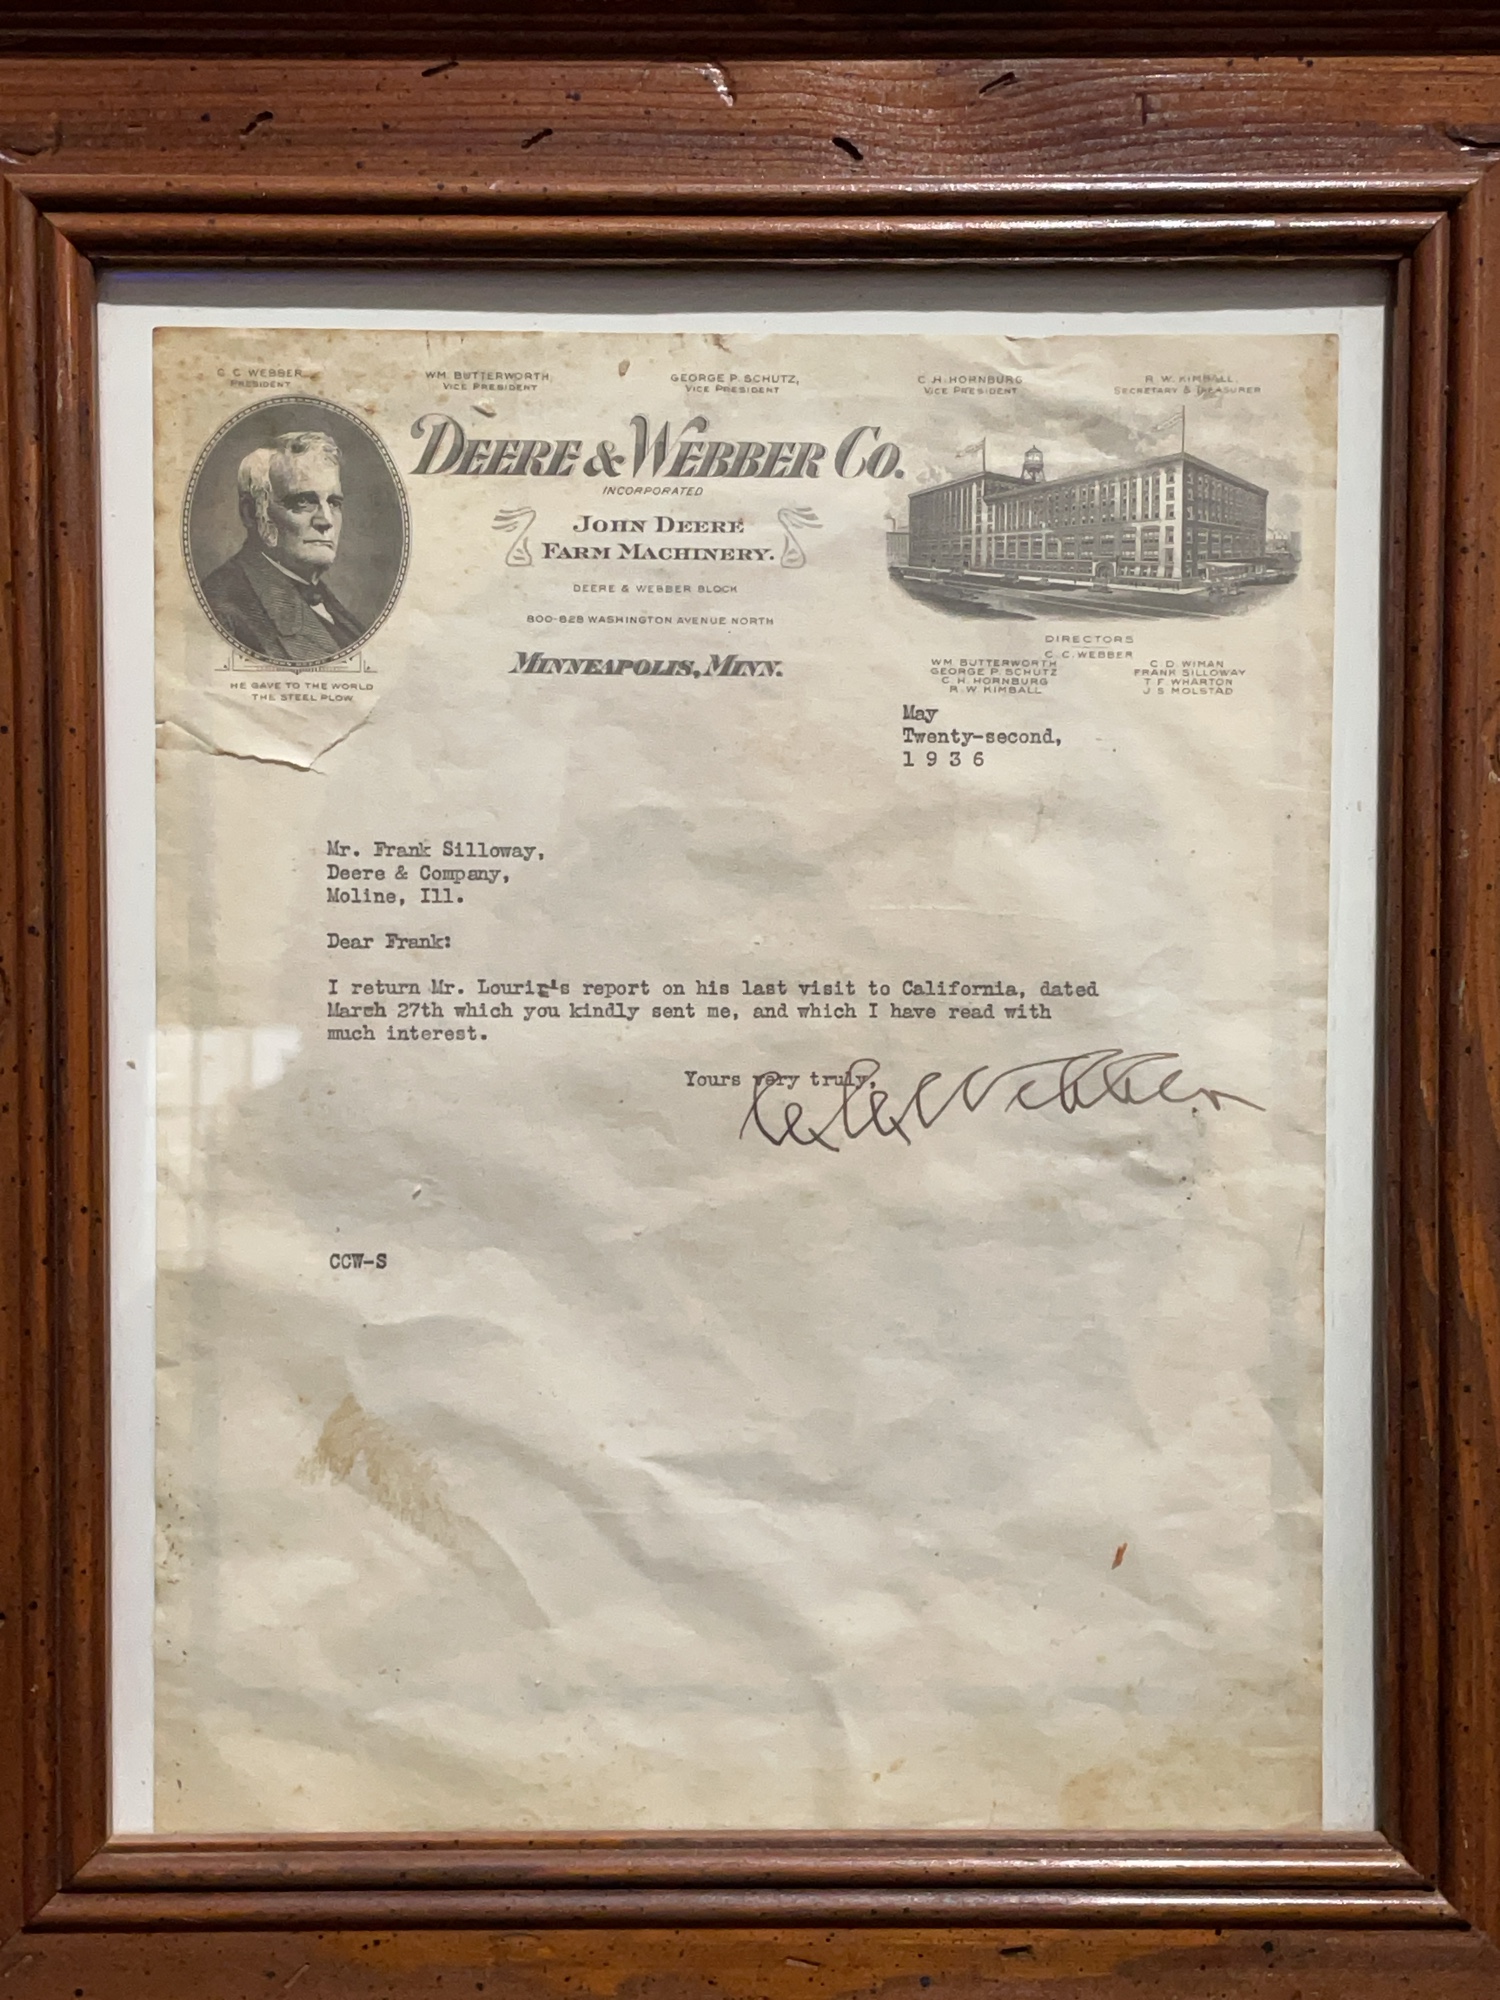 C. C. WEBBER
PRESIDENT
WM. BUTTERWORTH,
VICE PRESIDENT
GEORGE P. SCHUTZ,
VICE PRESIDENT
C. H. HORNBURG
VICE PRESIDENT
R. W. KIMBALL,
SECRETARY & TREASURER
DEERE & WEBBER CO.
INCORPORATED
JOHN DEERE
FARM MACHINERY.
DEERE & WEBBER BLOCK
800-828 WASHINGTON AVENUE NORTH
MINNEAPOLIS, MINN.
JOHN DEERE
HE GAVE TO THE WORLD
THE STEEL PLOW
DIRECTORS
C. C. WEBBER
WM. BUTTERWORTH
GEORGE P. SCHUTZ
C. H. HORNBURG
R. W. KIMBALL
C. D. WIMAN
FRANK SILLOWAY
T. F. WHARTON
J. S. MOLSTAD
May
Twenty-second,
1 9 3 6
Mr. Frank Silloway,
Deere & Company,
Moline, Ill.
Dear Frank:
I return Mr. Lourie's report on his last visit to California, dated
March 27th which you kindly sent me, and which I have read with
much interest.
Yours very truly,
C. C. Webber
CCW-S